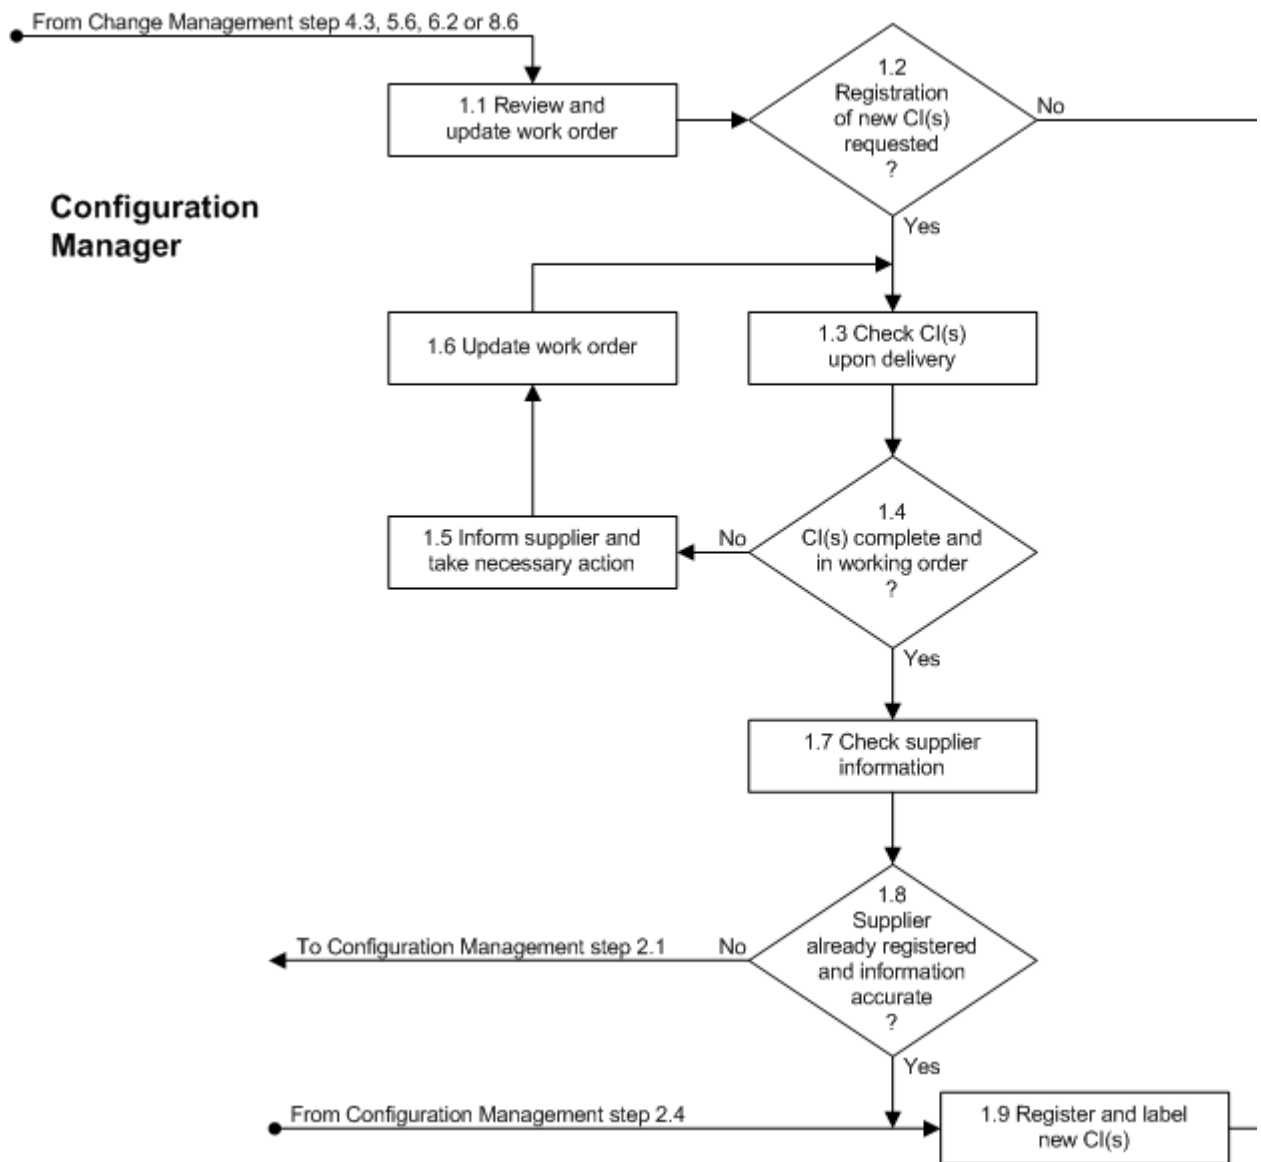 From Change Management step 4.3, 5.6, 6.2 or 8.6
1.1 Review and
update work order
1.2
Registration
of new CI(s)
requested
?
No
Yes
Configuration
Manager
1.6 Update work order
1.3 Check CI(s)
upon delivery
1.5 Inform supplier and
take necessary action
No
1.4
CI(s) complete and
in working order
?
Yes
1.7 Check supplier
information
To Configuration Management step 2.1
No
1.8
Supplier
already registered
and information
accurate
?
Yes
From Configuration Management step 2.4
1.9 Register and label
new CI(s)